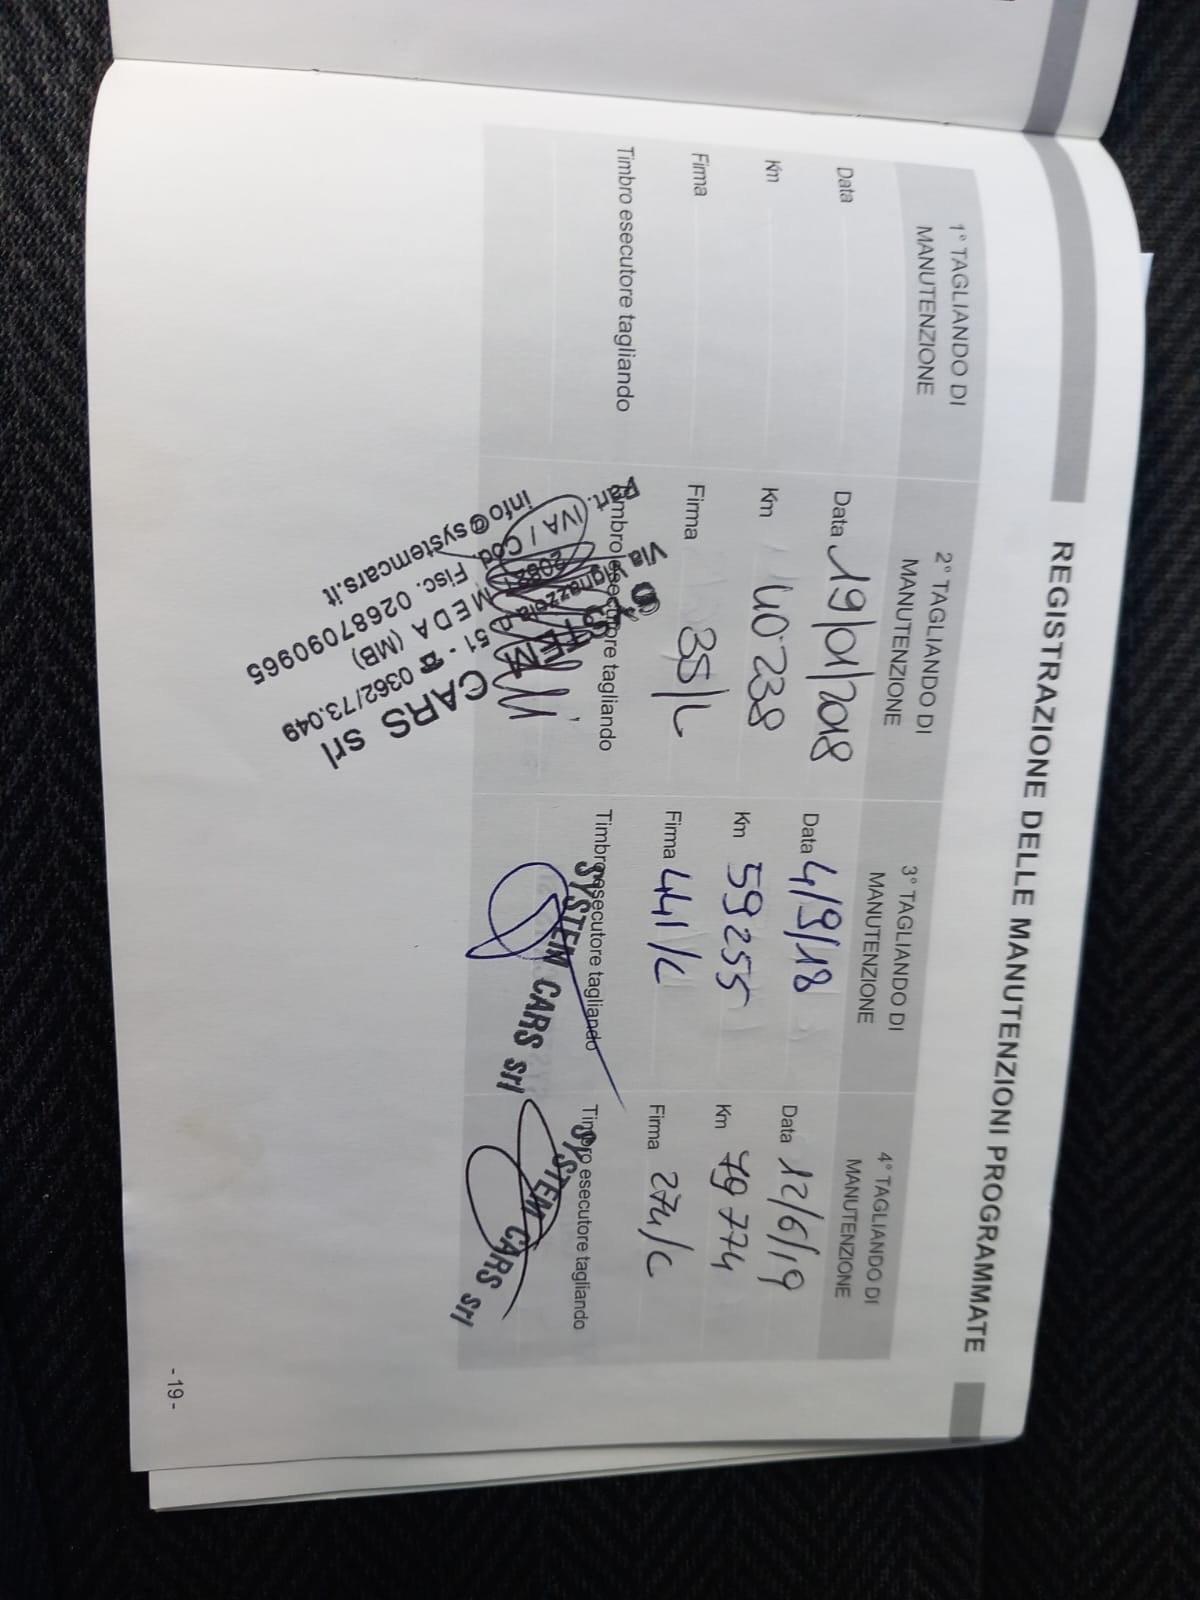 REGISTRAZIONE DELLE MANUTENZIONI PROGRAMMATE
1° TAGLIANDO DI
MANUTENZIONE
Data
Km
Firma
Timbro esecutore tagliando
2° TAGLIANDO DI
MANUTENZIONE
Data 19/01/2018
Km 40238
Firma 35/L
Timbro esecutore tagliando
SYSTEM CARS srl
Via Vignazzola, 51 - ☎ 0362/73.049
20821 MEDA (MB)
Part. IVA / Cod. Fisc. 02687090965
info@systemcars.it
3° TAGLIANDO DI
MANUTENZIONE
Data 4/9/18
Km 59255
Firma 441/C
Timbro esecutore tagliando
SYSTEM CARS srl
4° TAGLIANDO DI
MANUTENZIONE
Data 12/6/19
Km 79774
Firma 274/C
Timbro esecutore tagliando
SYSTEM CARS srl
- 19 -